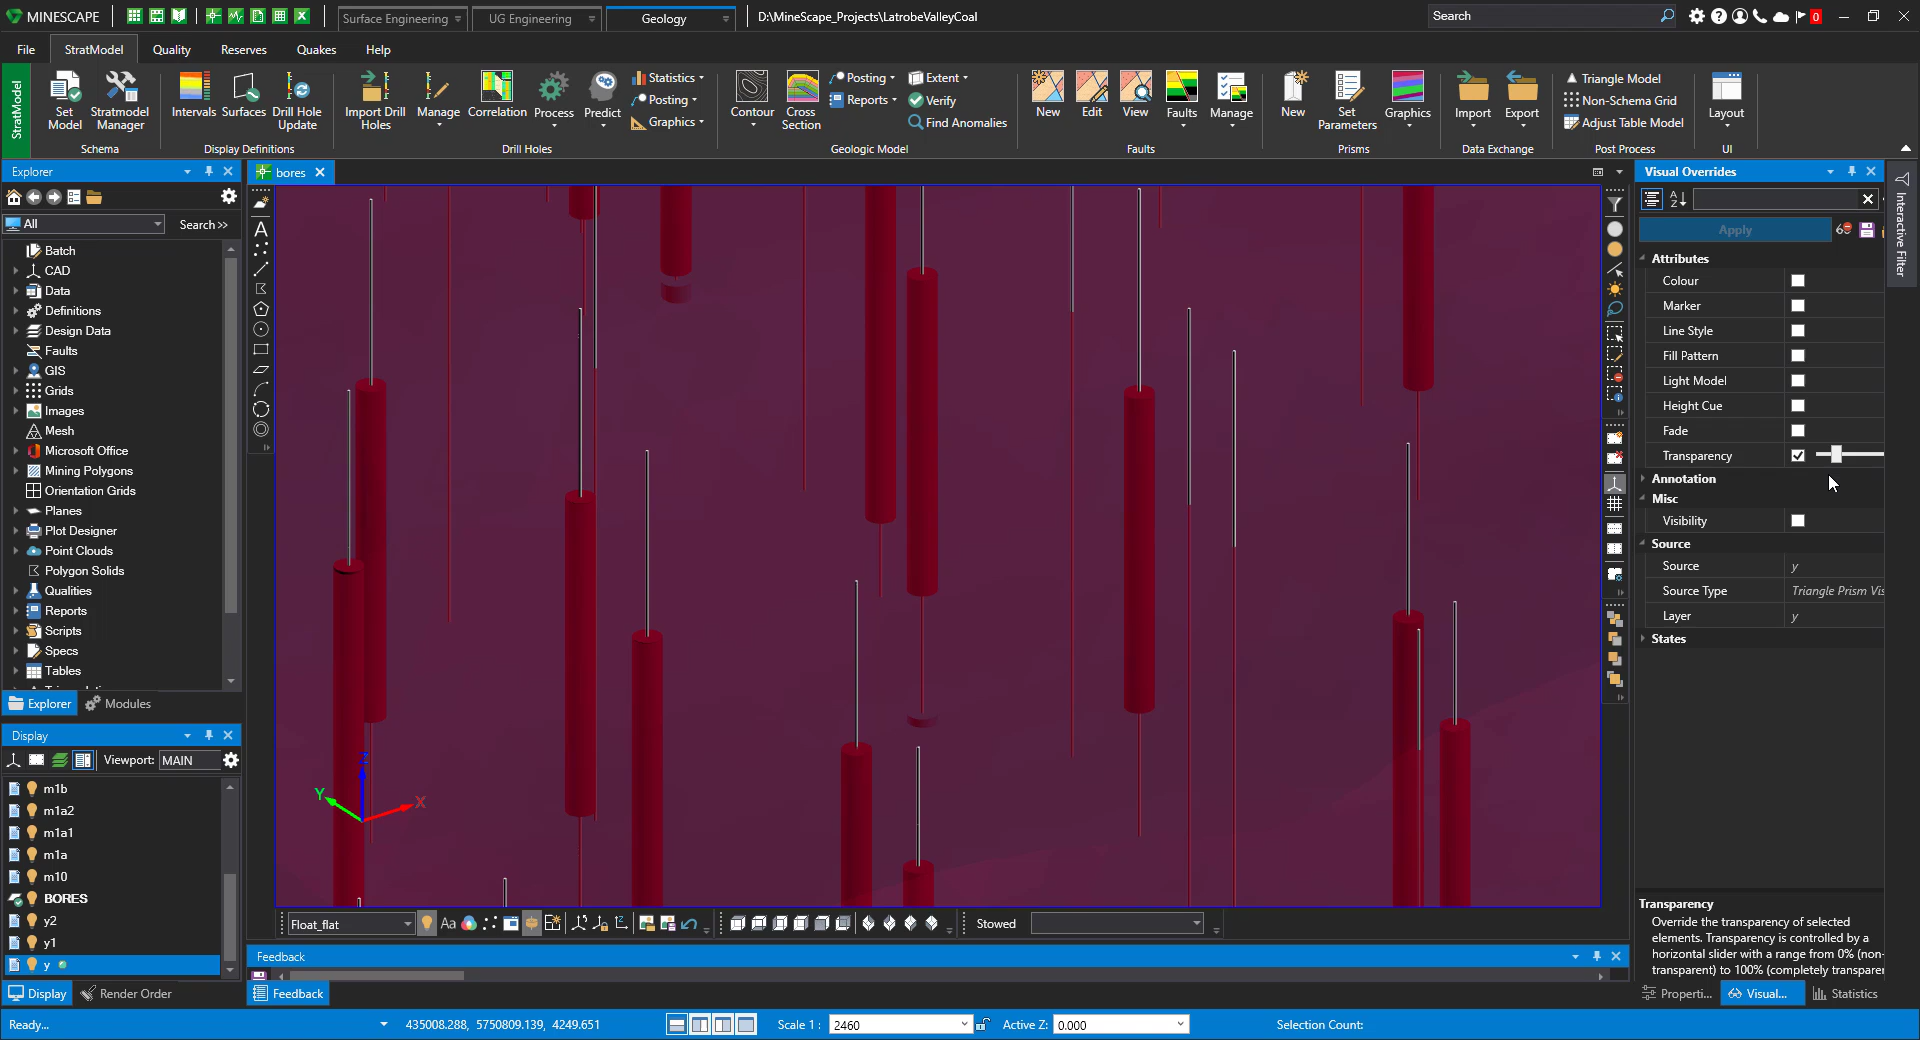 MINESCAPE
Surface Engineering
UG Engineering
Geology
D:\MineScape_Projects\LatrobeValleyCoal
Search
0
File
StratModel
Quality
Reserves
Quakes
Help
StratModel
Set Model
Stratmodel Manager
Schema
Intervals
Surfaces
Drill Hole Update
Display Definitions
Import Drill Holes
Manage
Correlation
Process
Predict
Statistics
Posting
Graphics
Drill Holes
Contour
Cross Section
Posting
Reports
Extent
Verify
Find Anomalies
Geologic Model
New
Edit
View
Faults
Manage
Faults
New
Set Parameters
Graphics
Prisms
Import
Export
Data Exchange
Triangle Model
Non-Schema Grid
Adjust Table Model
Post Process
Layout
UI
Explorer
All
Search >>
Batch
CAD
Data
Definitions
Design Data
Faults
GIS
Grids
Images
Mesh
Microsoft Office
Mining Polygons
Orientation Grids
Planes
Plot Designer
Point Clouds
Polygon Solids
Qualities
Reports
Scripts
Specs
Tables
Explorer
Modules
Display
Viewport: MAIN
m1b
m1a2
m1a1
m1a
m10
BORES
y2
y1
y
Display
Render Order
bores
Z
Y
X
Float_flat
Aa
Stowed
Feedback
Feedback
Visual Overrides
Interactive Filter
Apply
Attributes
Colour
Marker
Line Style
Fill Pattern
Light Model
Height Cue
Fade
Transparency
Annotation
Misc
Visibility
Source
Source y
Source Type Triangle Prism Vis
Layer y
States
Transparency
Override the transparency of selected
elements. Transparency is controlled by a
horizontal slider with a range from 0% (non-
transparent) to 100% (completely transparer
Properti...
Visual...
Statistics
Ready...
435008.288, 5750809.139, 4249.651
Scale 1 : 2460
Active Z: 0.000
Selection Count: